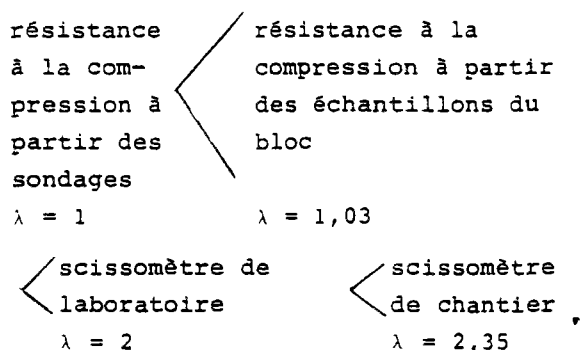 résistance
à la com-
pression à
partir des
sondages
λ = 1
résistance à la
compression à partir
des échantillons du
bloc
λ = 1,03
scissomètre de
laboratoire
λ = 2
scissomètre
de chantier
λ = 2,35